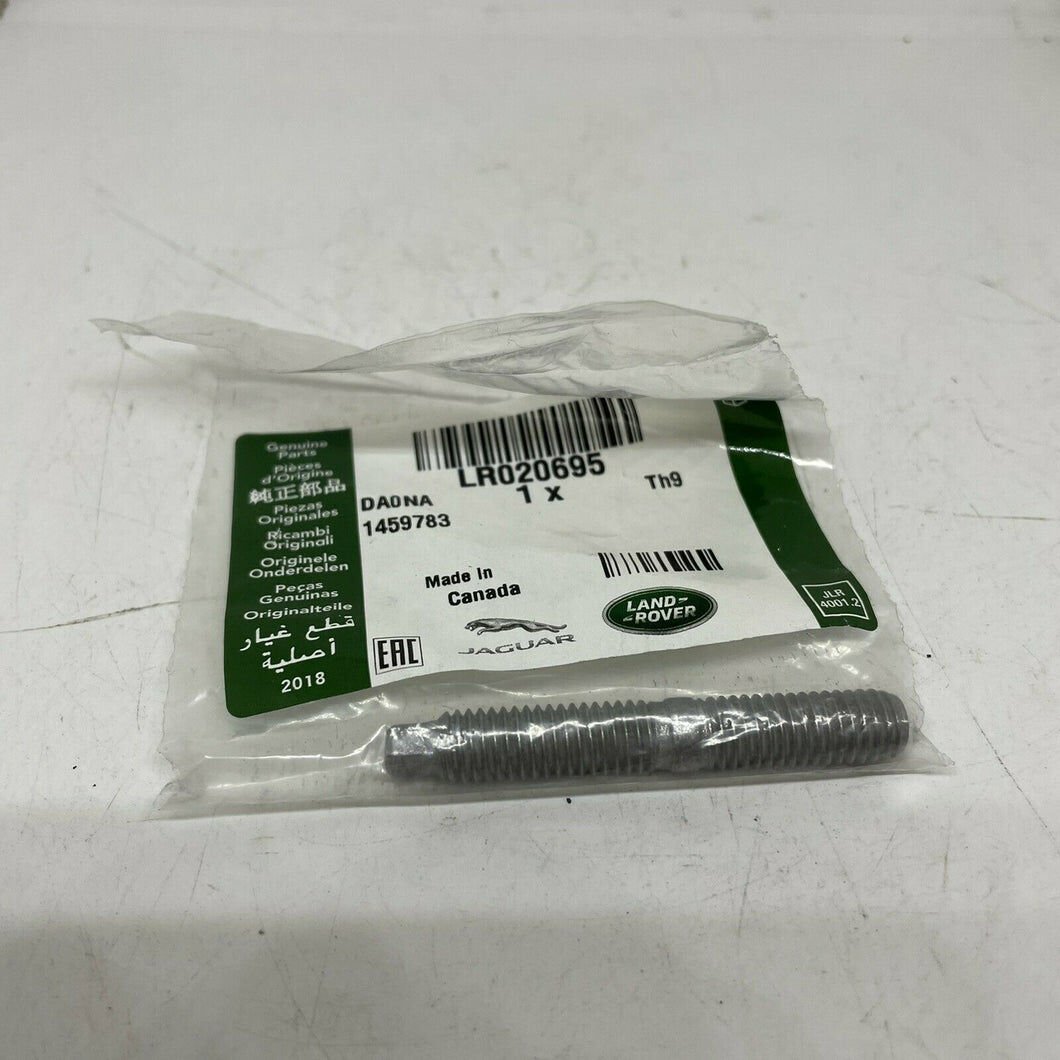 Genuine
Parts
Pièces
d'Origine
純正部品
Piezas
Originales
Ricambi
Originali
Originele
Onderdelen
Peças
Genuínas
Originalteile
قطع غيار
أصلية
2018
LR020695
1 x
Th9
DA0NA
1459783
Made In
Canada
EAC
JAGUAR
LAND-
-ROVER
JLR
4001.2